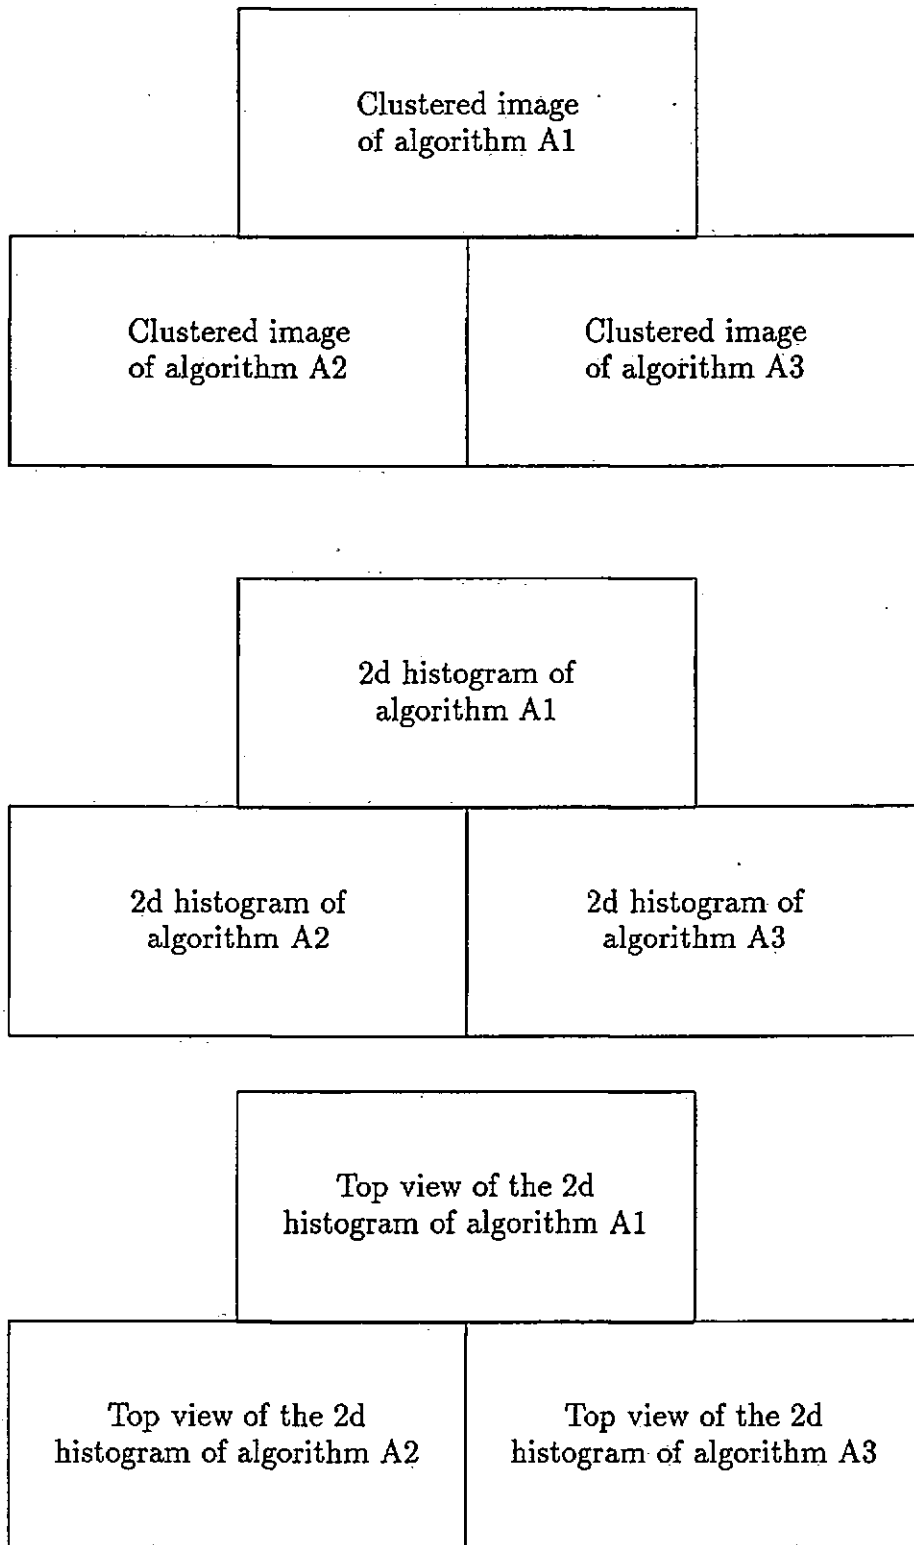 Clustered image
of algorithm A1
Clustered image
of algorithm A2
Clustered image
of algorithm A3
2d histogram of
algorithm A1
2d histogram of
algorithm A2
2d histogram of
algorithm A3
Top view of the 2d
histogram of algorithm A1
Top view of the 2d
histogram of algorithm A2
Top view of the 2d
histogram of algorithm A3